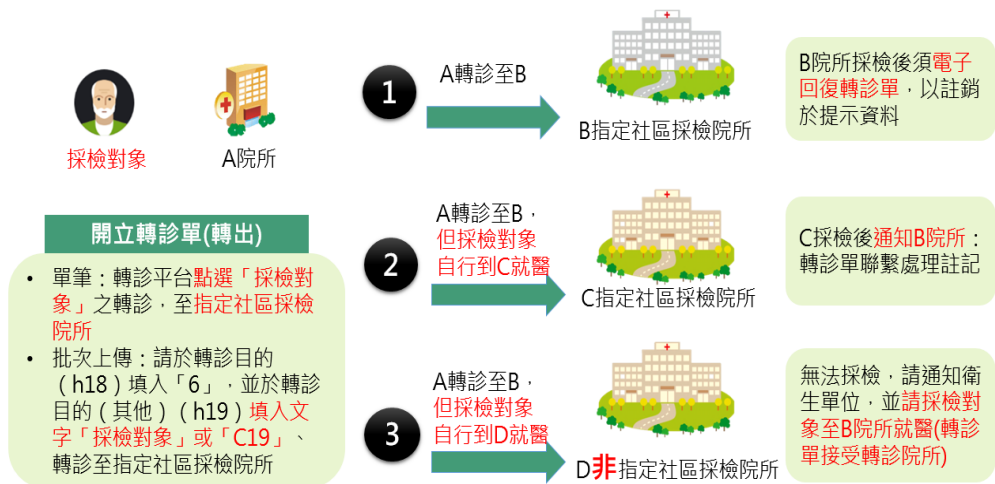 採檢對象
A院所
開立轉診單(轉出)
• 單筆：轉診平台點選「採檢對
象」之轉診，至指定社區採檢
院所
• 批次上傳：請於轉診目的
（h18）填入「6」，並於轉診
目的（其他）（h19）填入文
字「採檢對象」或「C19」、
轉診至指定社區採檢院所
1
A轉診至B
B指定社區採檢院所
B院所採檢後須電子
回復轉診單，以註銷
於提示資料
2
A轉診至B，
但採檢對象
自行到C就醫
C指定社區採檢院所
C採檢後通知B院所：
轉診單聯繫處理註記
3
A轉診至B，
但採檢對象
自行到D就醫
D非指定社區採檢院所
無法採檢，請通知衛
生單位，並請採檢對
象至B院所就醫(轉診
單接受轉診院所)